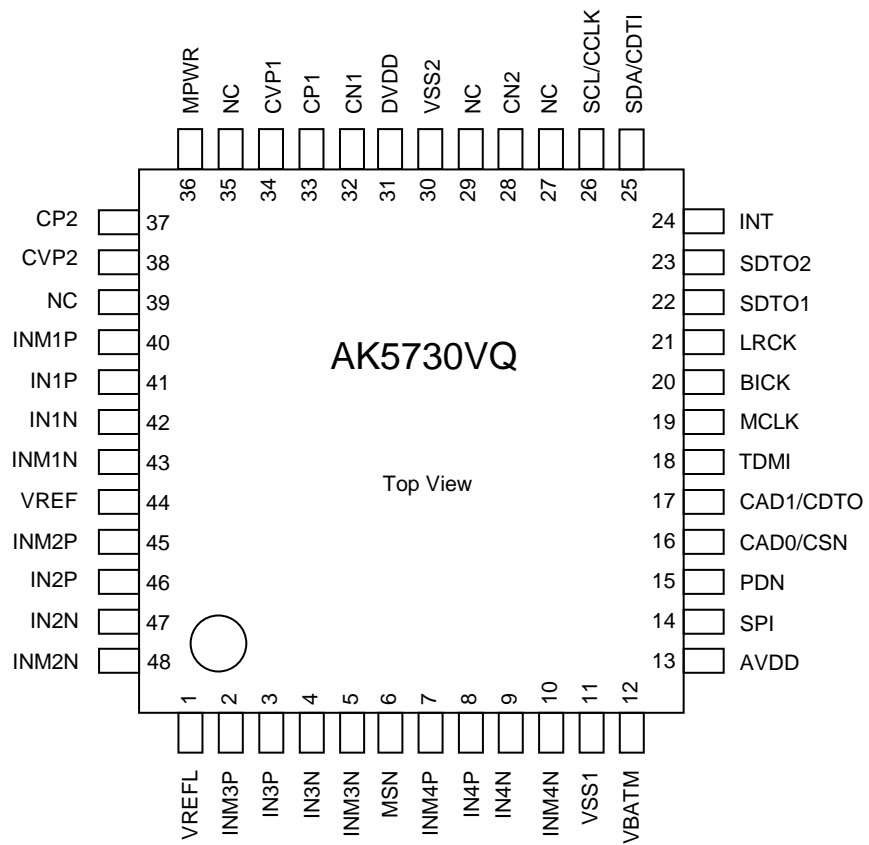 MPWR
NC
CVP1
CP1
CN1
DVDD
VSS2
NC
CN2
NC
SCL/CCLK
SDA/CDTI
36
35
34
33
32
31
30
29
28
27
26
25
CP2 37
CVP2 38
NC 39
INM1P 40
IN1P 41
IN1N 42
INM1N 43
VREF 44
INM2P 45
IN2P 46
IN2N 47
INM2N 48
AK5730VQ
Top View
24 INT
23 SDTO2
22 SDTO1
21 LRCK
20 BICK
19 MCLK
18 TDMI
17 CAD1/CDTO
16 CAD0/CSN
15 PDN
14 SPI
13 AVDD
1
2
3
4
5
6
7
8
9
10
11
12
VREFL
INM3P
IN3P
IN3N
INM3N
MSN
INM4P
IN4P
IN4N
INM4N
VSS1
VBATM